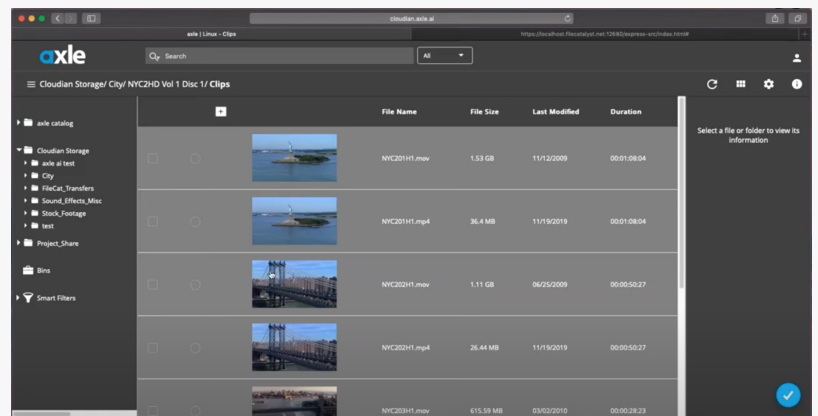 cloudian.axle.ai
axle | Linux - Clips
https://localhost.filecatalyst.net:12680/express-src/index.html#
axle
Search
All
Cloudian Storage/ City/ NYC2HD Vol 1 Disc 1/ Clips
axle catalog
Cloudian Storage
axle ai test
City
FileCat_Transfers
Sound_Effects_Misc
Stock_Footage
test
Project_Share
Bins
Smart Filters
File Name File Size Last Modified Duration
NYC201H1.mov 1.53 GB 11/12/2009 00:01:08:04
NYC201H1.mp4 36.4 MB 11/19/2019 00:01:08:04
NYC202H1.mov 1.11 GB 06/25/2009 00:00:50:27
NYC202H1.mp4 26.44 MB 11/19/2019 00:00:50:27
NYC203H1.mov 615.59 MB 03/02/2010 00:00:28:23
Select a file or folder to view its
information